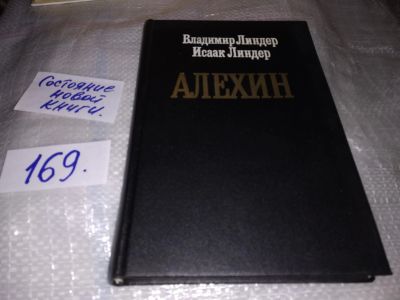 Владимир Линдер
Исаак Линдер
АЛЕХИН
Состояние
новой
книги.
169.